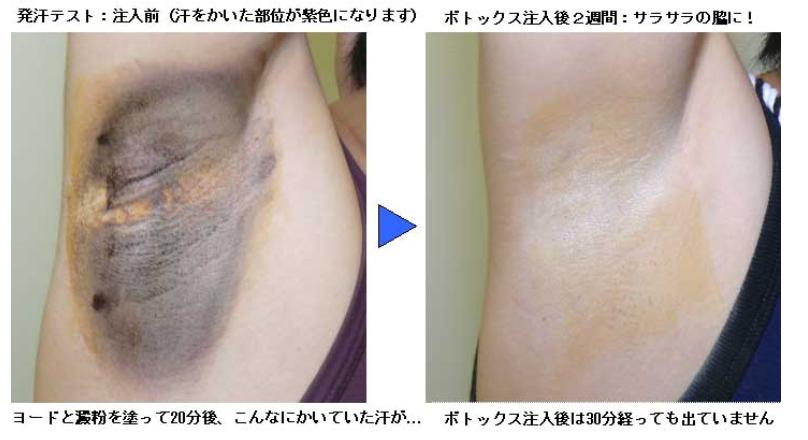 発汗テスト：注入前（汗をかいた部位が紫色になります）
ボトックス注入後２週間：サラサラの脇に！
ヨードと澱粉を塗って20分後、こんなにかいていた汗が...
ボトックス注入後は30分経っても出ていません